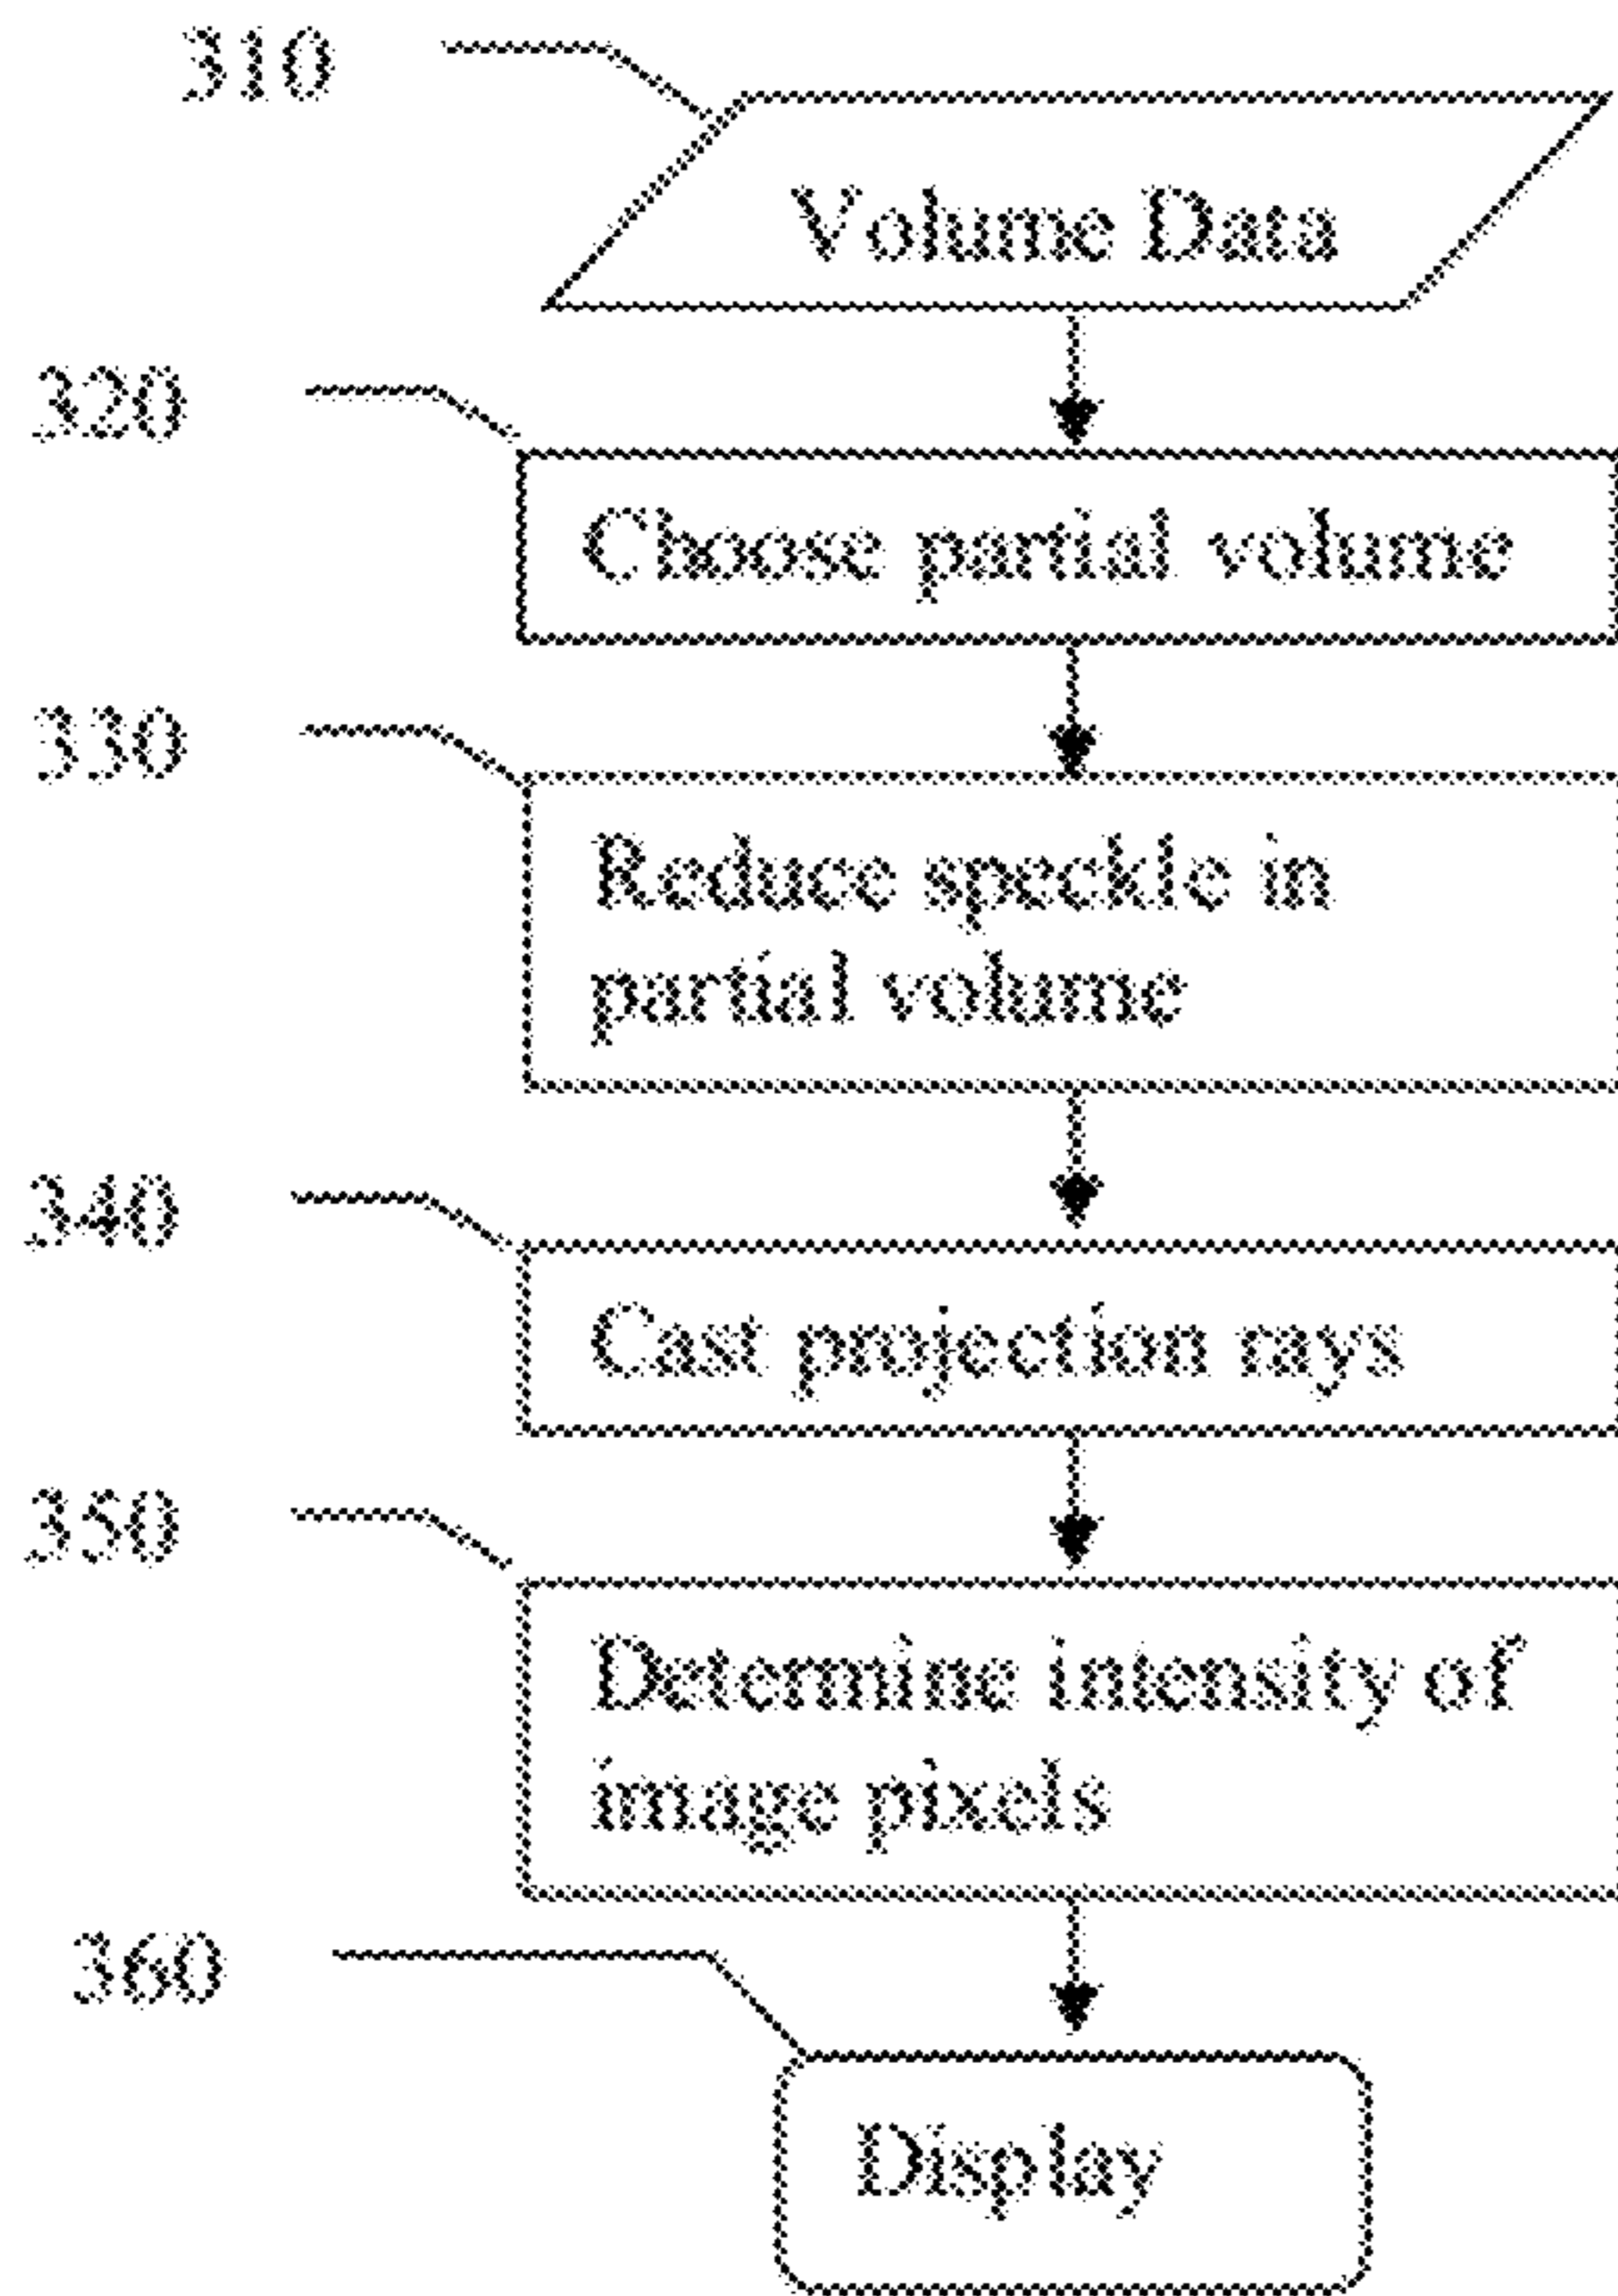 310
Volume Data
320
Choose partial volume
330
Reduce speckle in
partial volume
340
Cast projection rays
350
Determine intensity of
image pixels
360
Display